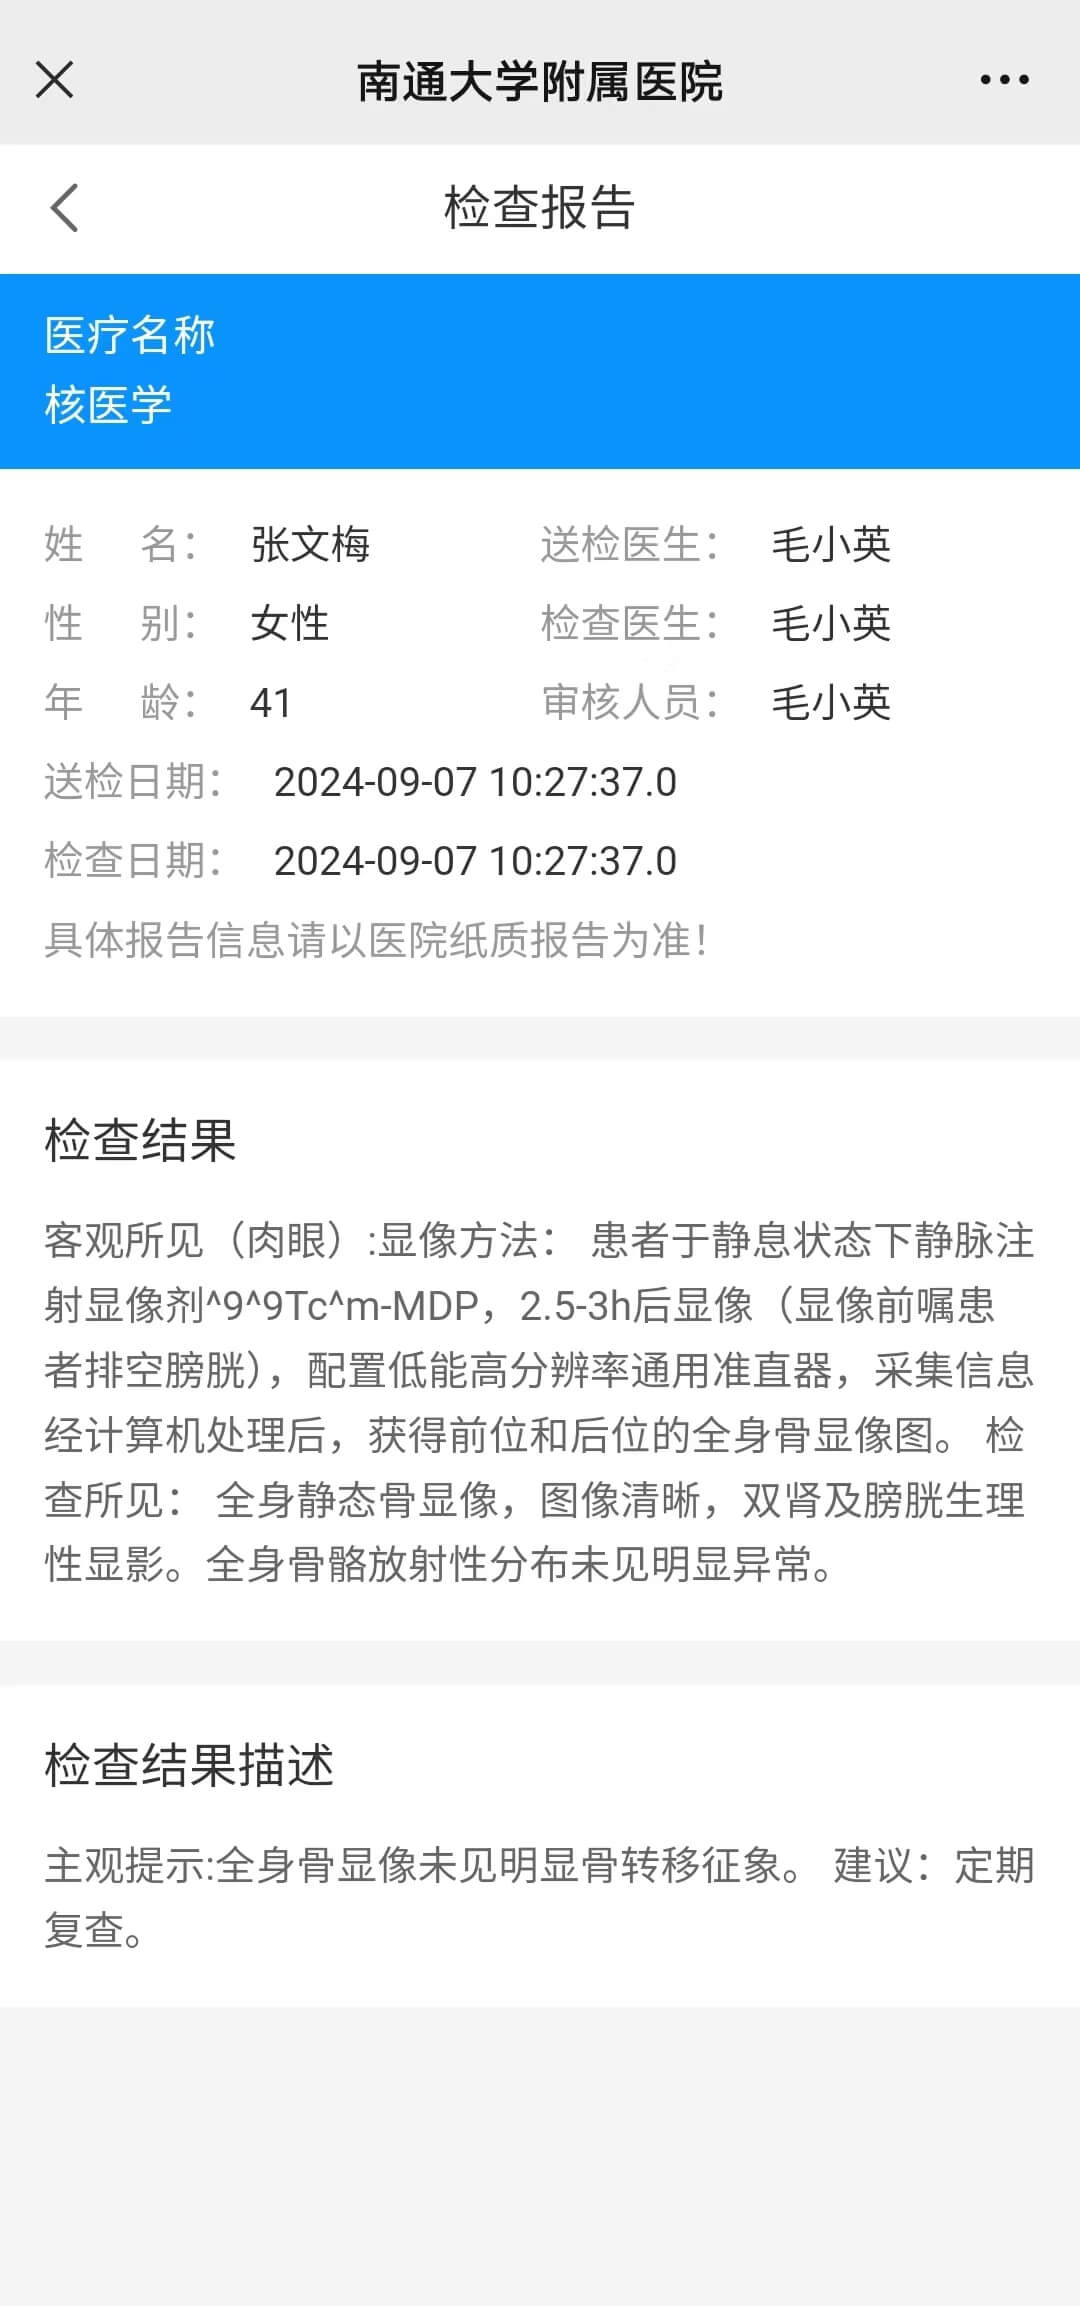 南通大学附属医院
检查报告
医疗名称
核医学
姓 名： 张文梅 送检医生： 毛小英
性 别： 女性 检查医生： 毛小英
年 龄： 41 审核人员： 毛小英
送检日期： 2024-09-07 10:27:37.0
检查日期： 2024-09-07 10:27:37.0
具体报告信息请以医院纸质报告为准！
检查结果
客观所见（肉眼）:显像方法： 患者于静息状态下静脉注
射显像剂^9^9Tc^m-MDP，2.5-3h后显像（显像前嘱患
者排空膀胱），配置低能高分辨率通用准直器，采集信息
经计算机处理后，获得前位和后位的全身骨显像图。 检
查所见： 全身静态骨显像，图像清晰，双肾及膀胱生理
性显影。全身骨骼放射性分布未见明显异常。
检查结果描述
主观提示:全身骨显像未见明显骨转移征象。 建议：定期
复查。